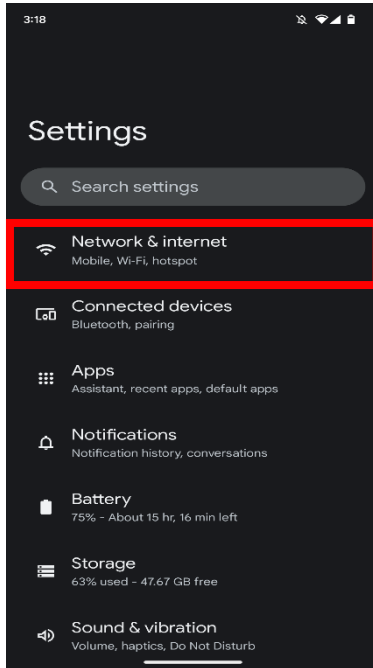 3:18
Settings
Search settings
Network & internet
Mobile, Wi-Fi, hotspot
Connected devices
Bluetooth, pairing
Apps
Assistant, recent apps, default apps
Notifications
Notification history, conversations
Battery
75% - About 15 hr, 16 min left
Storage
63% used - 47.67 GB free
Sound & vibration
Volume, haptics, Do Not Disturb